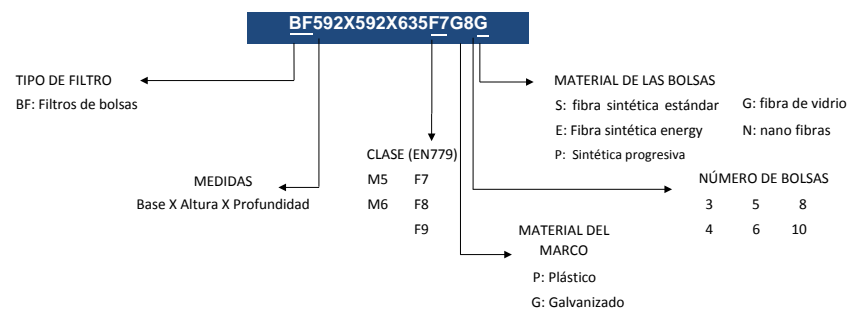 BF592X592X635F7G8G
TIPO DE FILTRO
BF: Filtros de bolsas
MEDIDAS
Base X Altura X Profundidad
CLASE (EN779)
M5 F7
M6 F8
F9
MATERIAL DEL
MARCO
P: Plástico
G: Galvanizado
MATERIAL DE LAS BOLSAS
S: fibra sintética estándar G: fibra de vidrio
E: Fibra sintética energy N: nano fibras
P: Sintética progresiva
NÚMERO DE BOLSAS
3 5 8
4 6 10